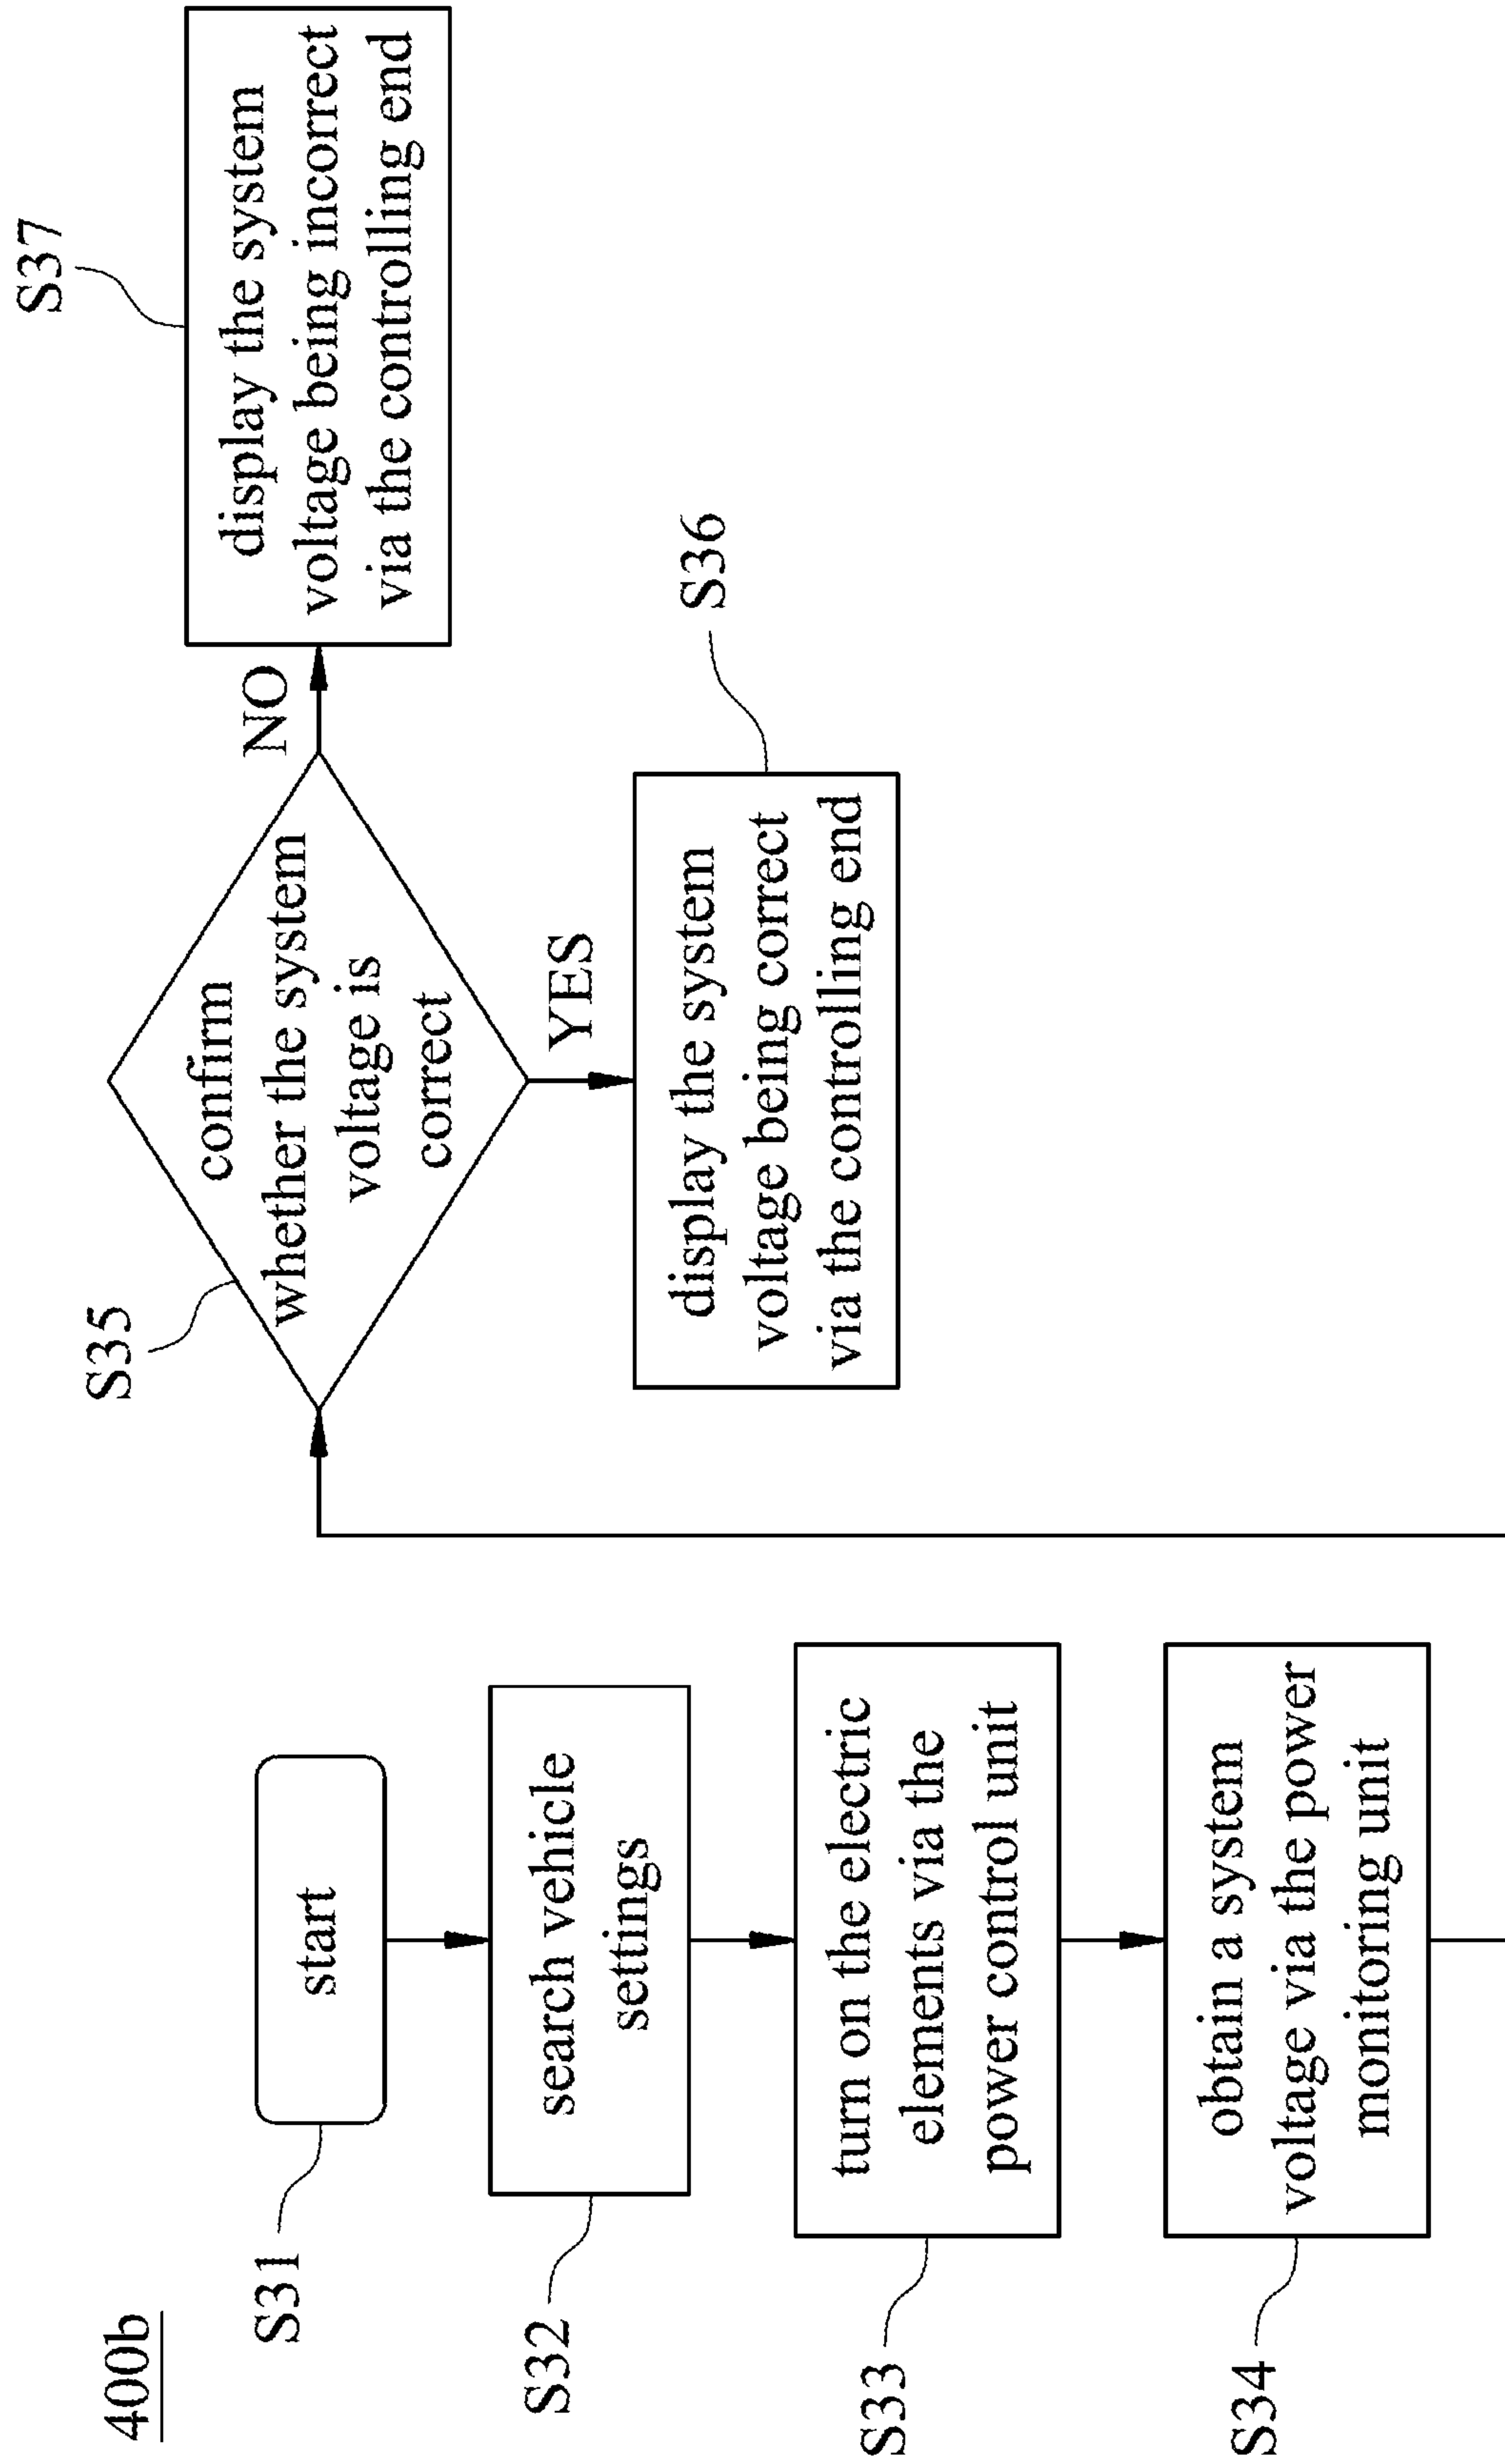 400b
S31
start
S32
search vehicle
settings
S33
turn on the electric
elements via the
power control unit
S34
obtain a system
voltage via the power
monitoring unit
S35
confirm
whether the system
voltage is
correct
YES
NO
S36
display the system
voltage being correct
via the controlling end
S37
display the system
voltage being incorrect
via the controlling end